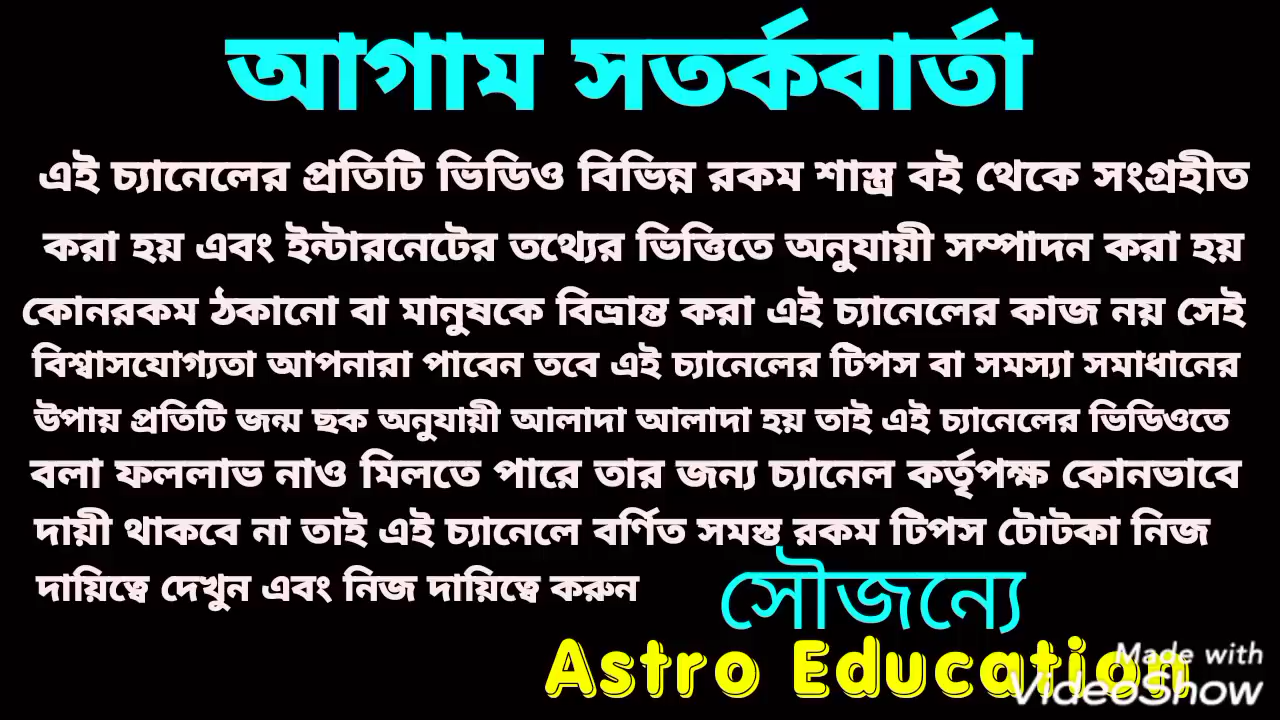 আগাম সতর্কবার্তা
এই চ্যানেলের প্রতিটি ভিডিও বিভিন্ন রকম শাস্ত্র বই থেকে সংগ্রহীত
করা হয় এবং ইন্টারনেটের তথ্যের ভিত্তিতে অনুযায়ী সম্পাদন করা হয়
কোনরকম ঠকানো বা মানুষকে বিভ্রান্ত করা এই চ্যানেলের কাজ নয় সেই
বিশ্বাসযোগ্যতা আপনারা পাবেন তবে এই চ্যানেলের টিপস বা সমস্যা সমাধানের
উপায় প্রতিটি জন্ম ছক অনুযায়ী আলাদা আলাদা হয় তাই এই চ্যানেলের ভিডিওতে
বলা ফললাভ নাও মিলতে পারে তার জন্য চ্যানেল কর্তৃপক্ষ কোনভাবে
দায়ী থাকবে না তাই এই চ্যানেলে বর্ণিত সমস্ত রকম টিপস টোটকা নিজ
দায়িত্বে দেখুন এবং নিজ দায়িত্বে করুন
সৌজন্যে
Astro Education
Made with
VideoShow